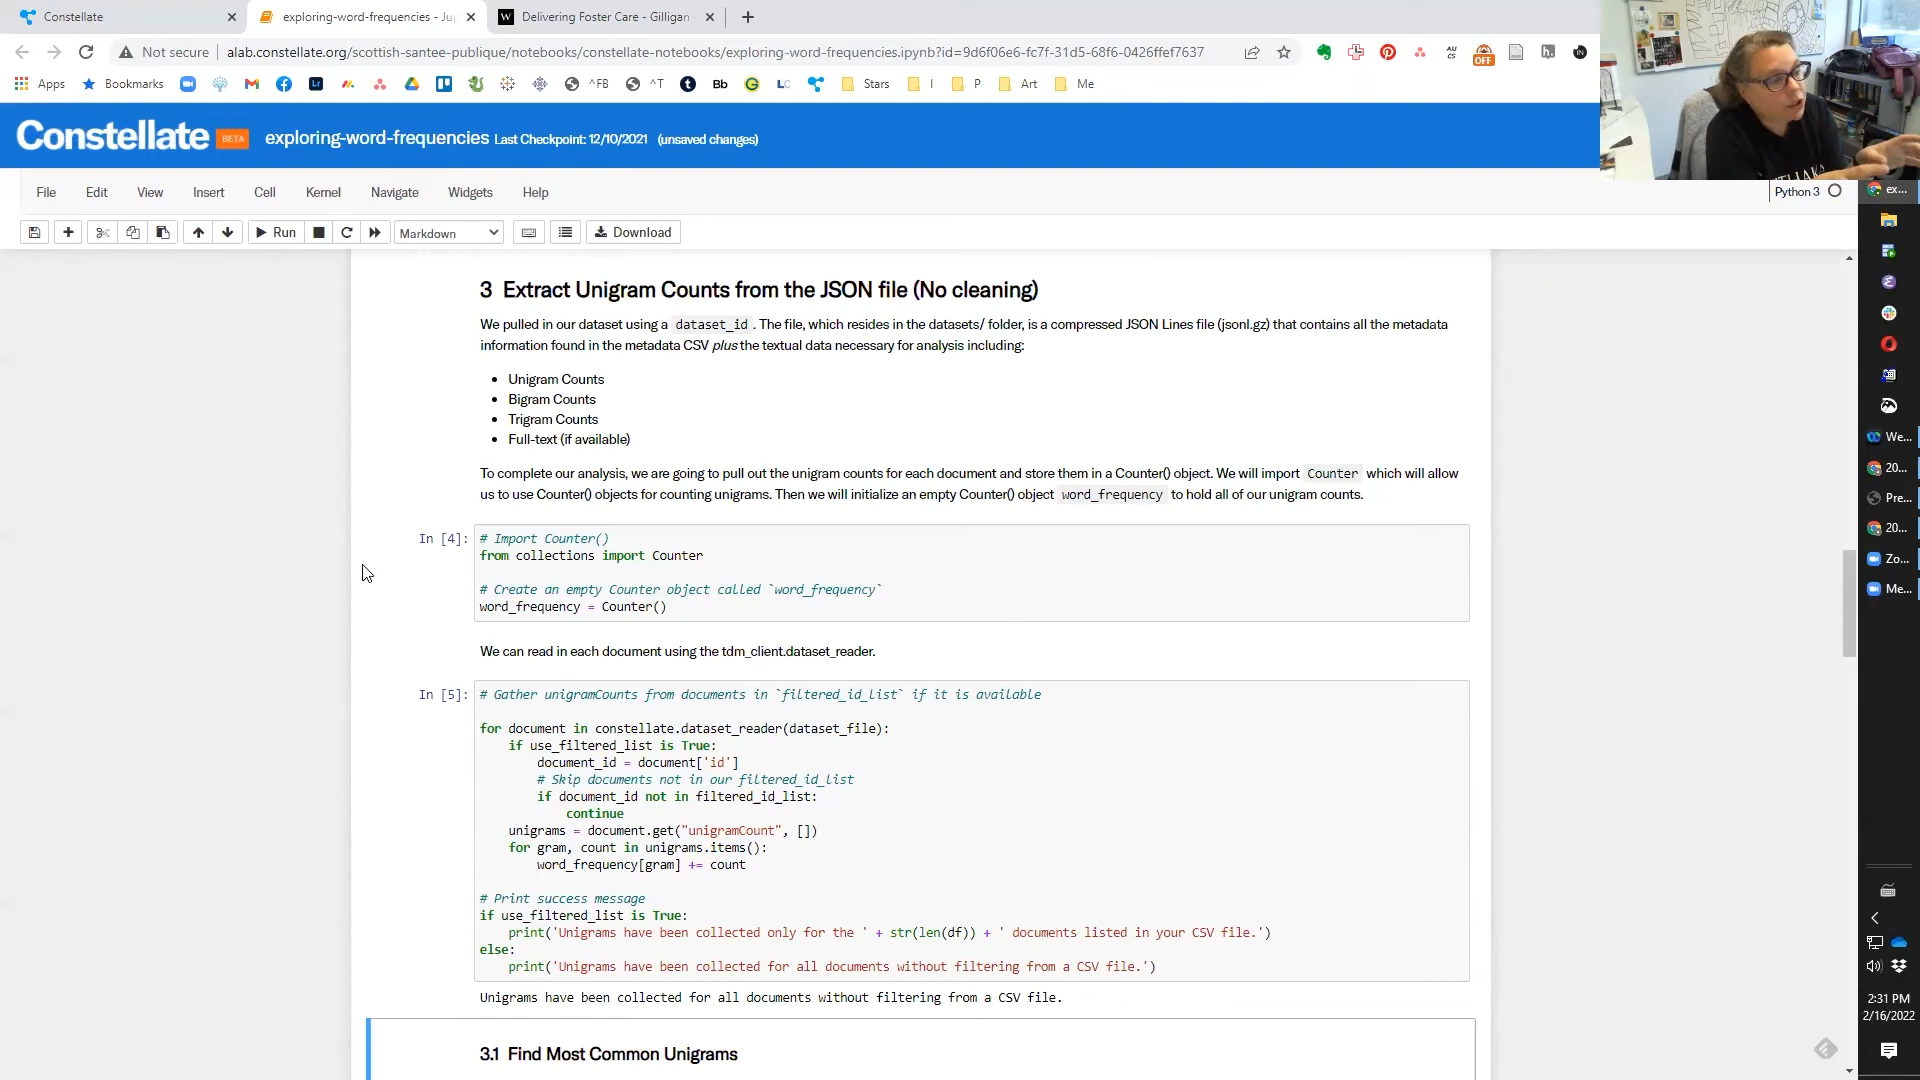 Constellate
exploring-word-frequencies - Jup
Delivering Foster Care - Gilligan -
Not secure
alab.constellate.org/scottish-santee-publique/notebooks/constellate-notebooks/exploring-word-frequencies.ipynb?id=9d6f06e6-fc7f-31d5-68f6-0426ffef7637
Apps
Bookmarks
^FB
^T
Bb
LC
Stars
I
P
Art
Me
Constellate BETA
exploring-word-frequencies Last Checkpoint: 12/10/2021 (unsaved changes)
File Edit View Insert Cell Kernel Navigate Widgets Help
Python 3
Run
Markdown
Download
3 Extract Unigram Counts from the JSON file (No cleaning)
We pulled in our dataset using a dataset_id . The file, which resides in the datasets/ folder, is a compressed JSON Lines file (jsonl.gz) that contains all the metadata
information found in the metadata CSV plus the textual data necessary for analysis including:
• Unigram Counts
• Bigram Counts
• Trigram Counts
• Full-text (if available)
To complete our analysis, we are going to pull out the unigram counts for each document and store them in a Counter() object. We will import Counter which will allow
us to use Counter() objects for counting unigrams. Then we will initialize an empty Counter() object word_frequency to hold all of our unigram counts.
In [4]:
# Import Counter()
from collections import Counter
# Create an empty Counter object called `word_frequency`
word_frequency = Counter()
We can read in each document using the tdm_client.dataset_reader.
In [5]:
# Gather unigramCounts from documents in `filtered_id_list` if it is available
for document in constellate.dataset_reader(dataset_file):
if use_filtered_list is True:
document_id = document['id']
# Skip documents not in our filtered_id_list
if document_id not in filtered_id_list:
continue
unigrams = document.get("unigramCount", [])
for gram, count in unigrams.items():
word_frequency[gram] += count
# Print success message
if use_filtered_list is True:
print('Unigrams have been collected only for the ' + str(len(df)) + ' documents listed in your CSV file.')
else:
print('Unigrams have been collected for all documents without filtering from a CSV file.')
Unigrams have been collected for all documents without filtering from a CSV file.
3.1 Find Most Common Unigrams
ex...
We...
20...
Pre...
20...
Zo...
Me...
2:31 PM
2/16/2022